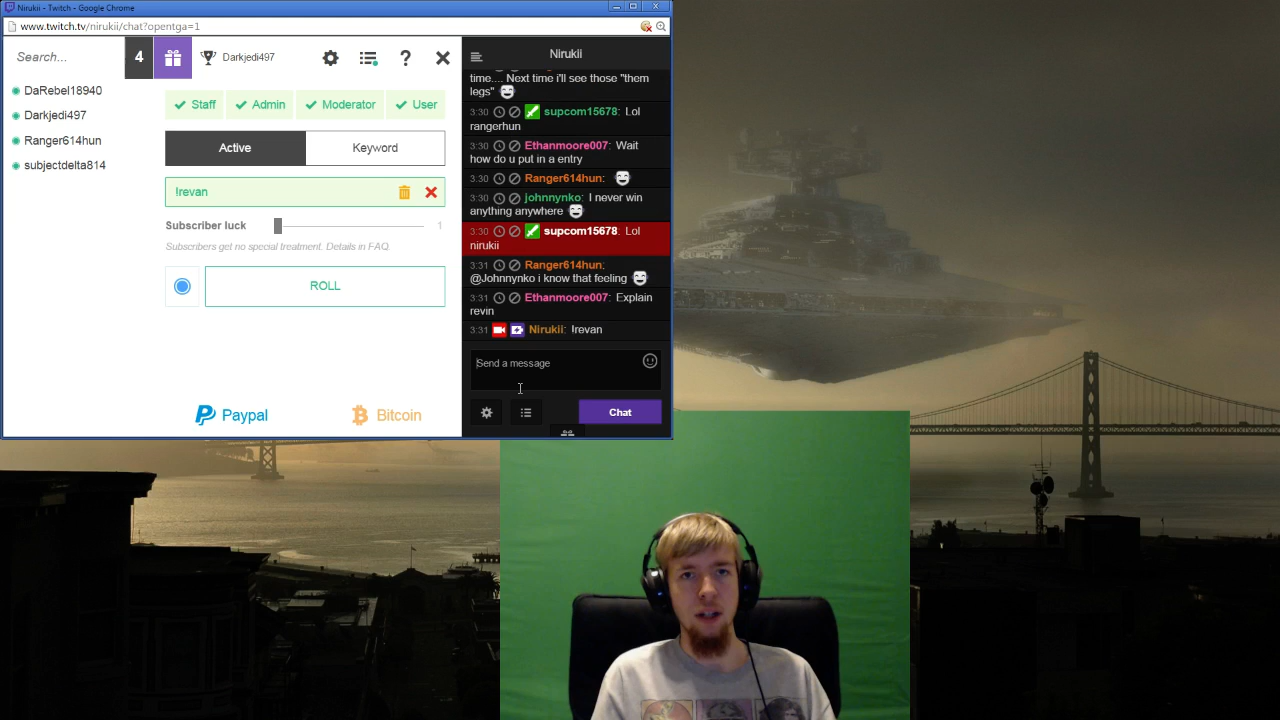 Nirukii - Twitch - Google Chrome
www.twitch.tv/nirukii/chat?opentga=1
Search...
4
Darkjedi497
DaRebel18940
Darkjedi497
Ranger614hun
subjectdelta814
Staff
Admin
Moderator
User
Active
Keyword
!revan
Subscriber luck
1
Subscribers get no special treatment. Details in FAQ.
ROLL
Paypal
Bitcoin
Nirukii
time.... Next time i'll see those "them
legs"
3:30 supcom15678: Lol
rangerhun
3:30 Ethanmoore007: Wait
how do u put in a entry
3:30 Ranger614hun:
3:30 johnnynko: I never win
anything anywhere
3:30 supcom15678: Lol
nirukii
3:31 Ranger614hun:
@Johnnynko i know that feeling
3:31 Ethanmoore007: Explain
revin
3:31 Nirukii: !revan
Send a message
Chat